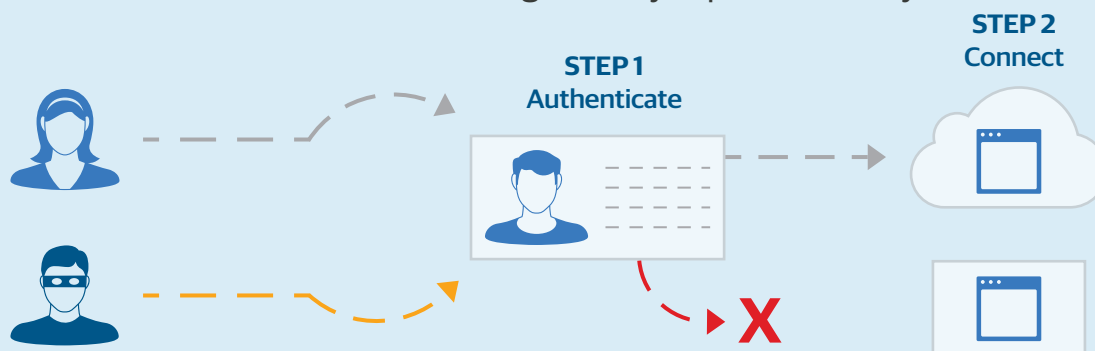 STEP 2
Connect
STEP 1
Authenticate
X